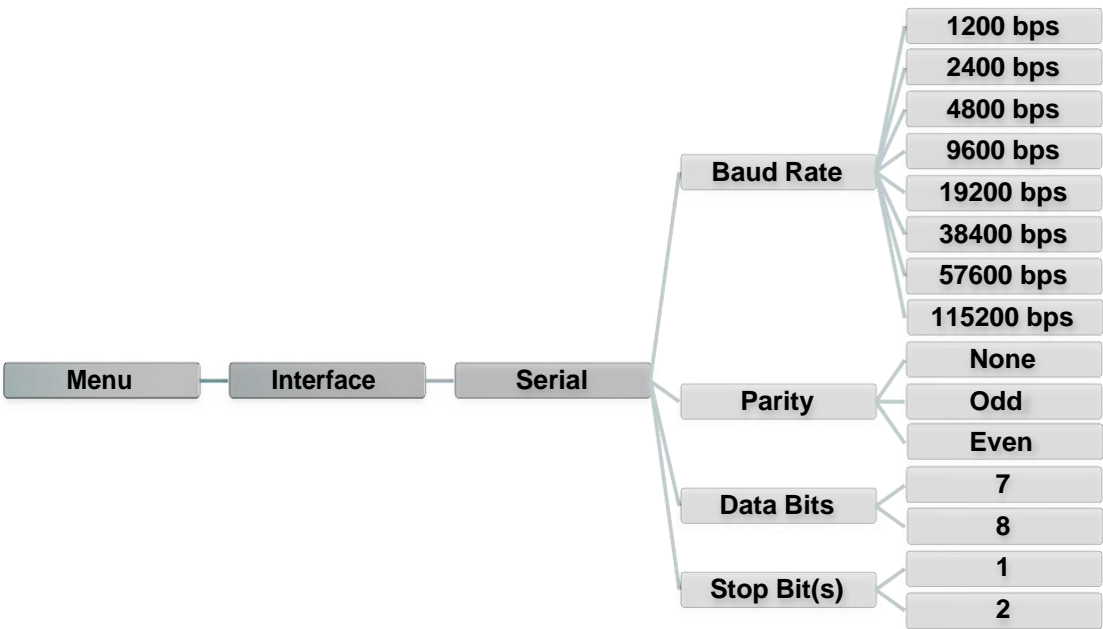 Menu
Interface
Serial
Baud Rate
1200 bps
2400 bps
4800 bps
9600 bps
19200 bps
38400 bps
57600 bps
115200 bps
Parity
None
Odd
Even
Data Bits
7
8
Stop Bit(s)
1
2